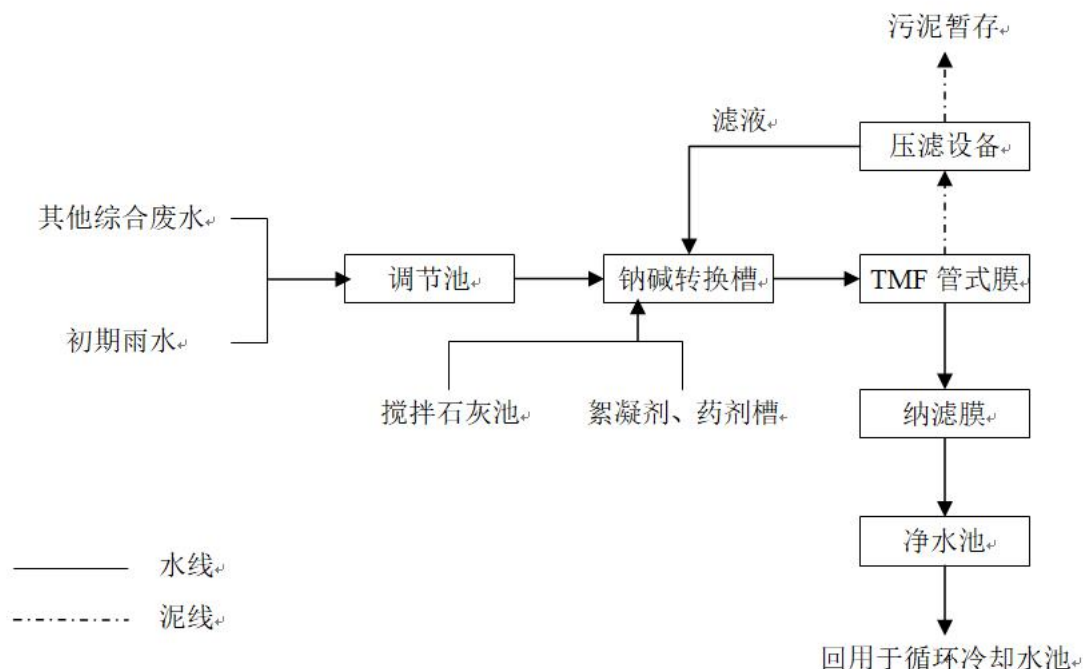 污泥暂存
滤液
压滤设备
其他综合废水
调节池
钠碱转换槽
TMF 管式膜
初期雨水
搅拌石灰池
絮凝剂、药剂槽
纳滤膜
净水池
水线
泥线
回用于循环冷却水池